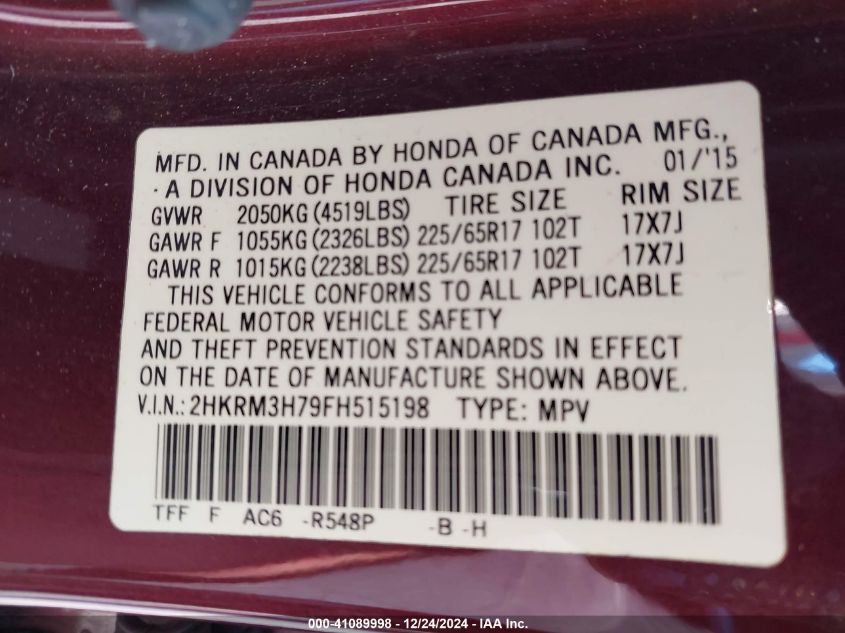 MFD. IN CANADA BY HONDA OF CANADA MFG.,
· A DIVISION OF HONDA CANADA INC. 01/'15
GVWR 2050KG (4519LBS) TIRE SIZE RIM SIZE
GAWR F 1055KG (2326LBS) 225/65R17 102T 17X7J
GAWR R 1015KG (2238LBS) 225/65R17 102T 17X7J
THIS VEHICLE CONFORMS TO ALL APPLICABLE
FEDERAL MOTOR VEHICLE SAFETY
AND THEFT PREVENTION STANDARDS IN EFFECT
ON THE DATE OF MANUFACTURE SHOWN ABOVE.
V.I.N.: 2HKRM3H79FH515198 TYPE: MPV
TFF F AC6 -R548P -B -H
000-41089998 - 12/24/2024 - IAA Inc.